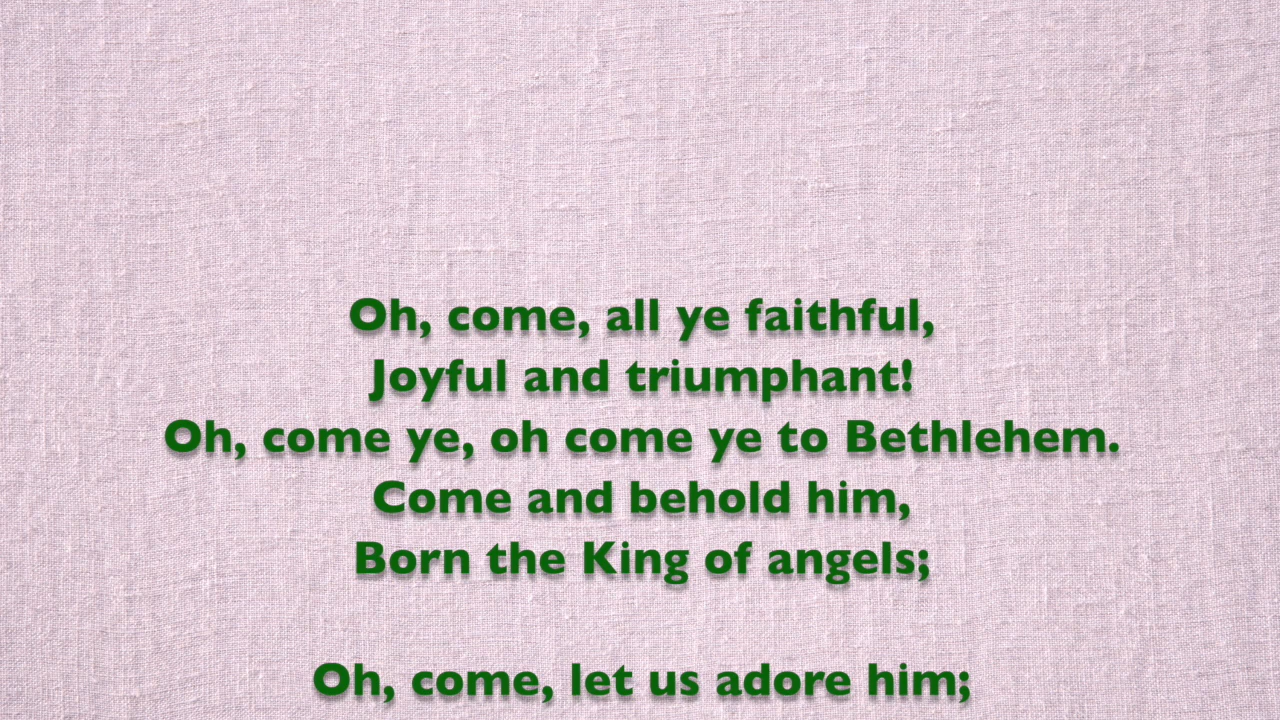 Oh, come, all ye faithful,
Joyful and triumphant!
Oh, come ye, oh come ye to Bethlehem.
Come and behold him,
Born the King of angels;
Oh, come, let us adore him;